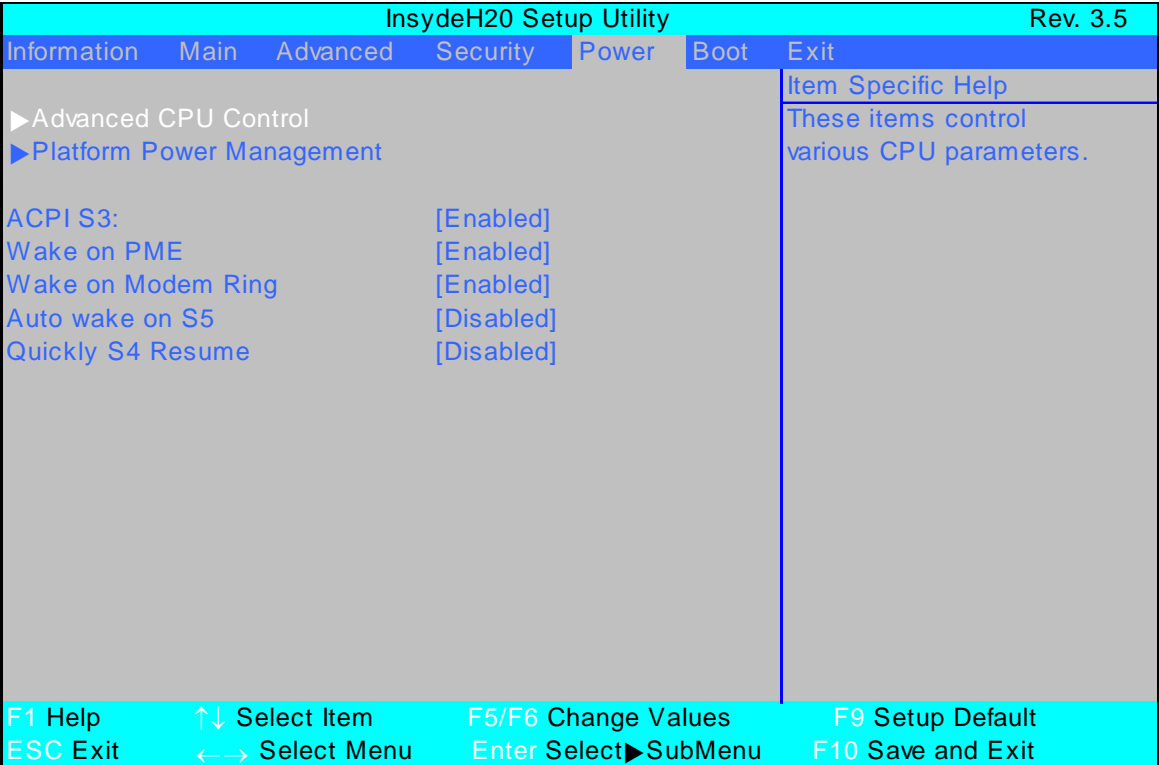 InsydeH20 Setup Utility Rev. 3.5
Information Main Advanced Security Power Boot Exit
▶Advanced CPU Control
▶Platform Power Management
ACPI S3: [Enabled]
Wake on PME [Enabled]
Wake on Modem Ring [Enabled]
Auto wake on S5 [Disabled]
Quickly S4 Resume [Disabled]
Item Specific Help
These items control
various CPU parameters.
F1 Help ↑↓ Select Item F5/F6 Change Values F9 Setup Default
ESC Exit ←→ Select Menu Enter Select▶SubMenu F10 Save and Exit